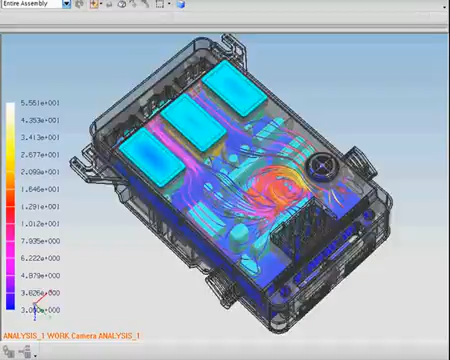 Entire Assembly
5.551e+001
4.353e+001
3.413e+001
2.677e+001
2.099e+001
1.646e+001
1.291e+001
1.012e+001
7.935e+000
6.222e+000
4.879e+000
3.826e+000
3.000e+000
ANALYSIS_1 WORK Camera ANALYSIS_1